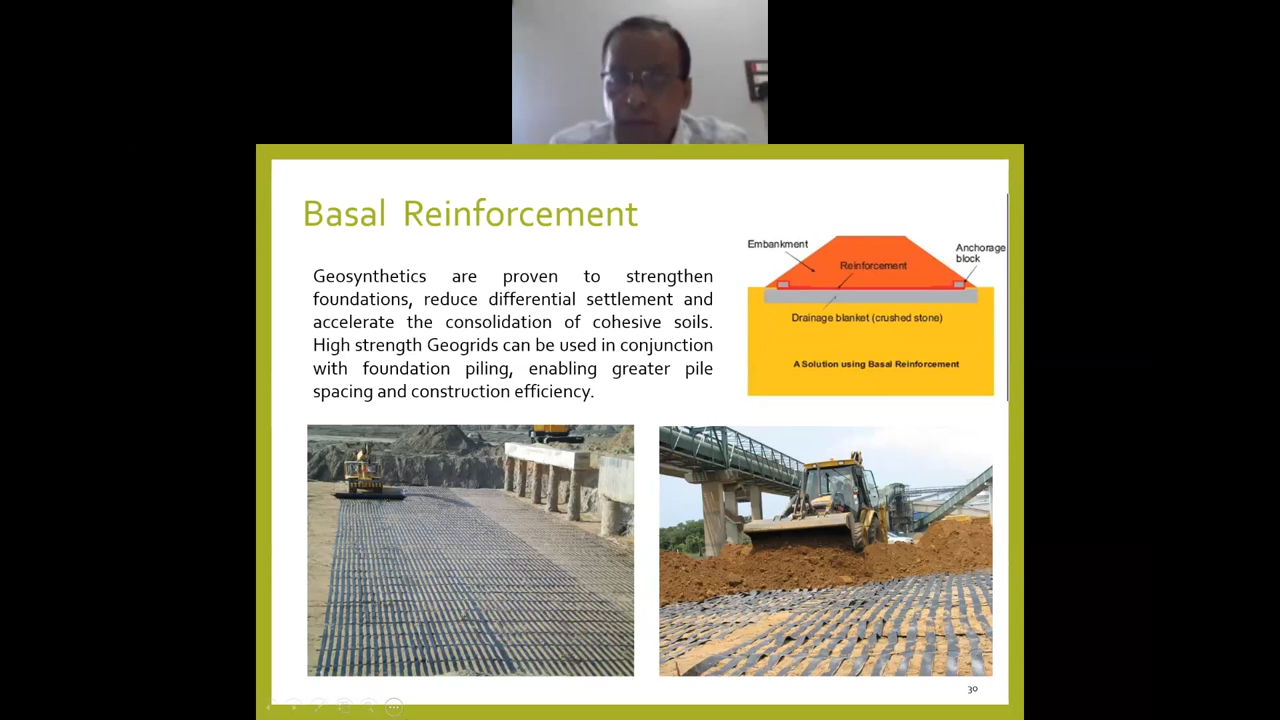 Basal Reinforcement
Geosynthetics are proven to strengthen
foundations, reduce differential settlement and
accelerate the consolidation of cohesive soils.
High strength Geogrids can be used in conjunction
with foundation piling, enabling greater pile
spacing and construction efficiency.
Embankment
Reinforcement
Anchorage
block
Drainage blanket (crushed stone)
A Solution using Basal Reinforcement
30